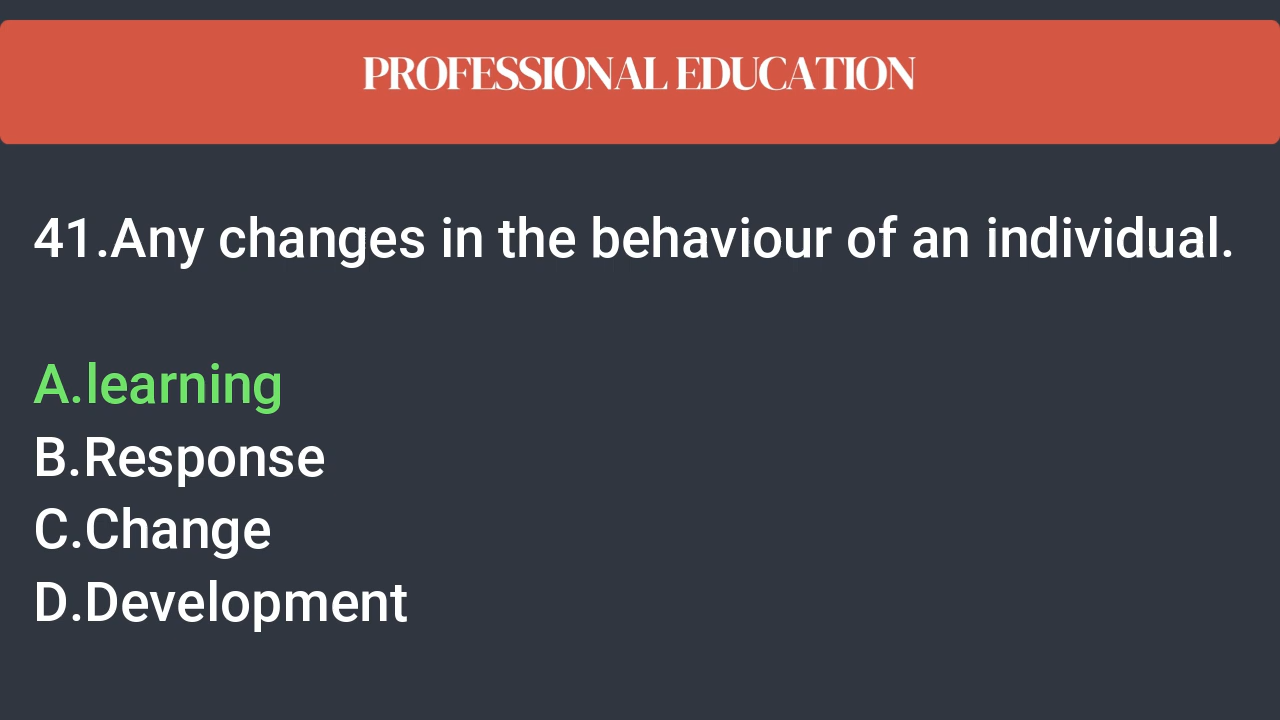 PROFESSIONAL EDUCATION
41.Any changes in the behaviour of an individual.
A.learning
B.Response
C.Change
D.Development